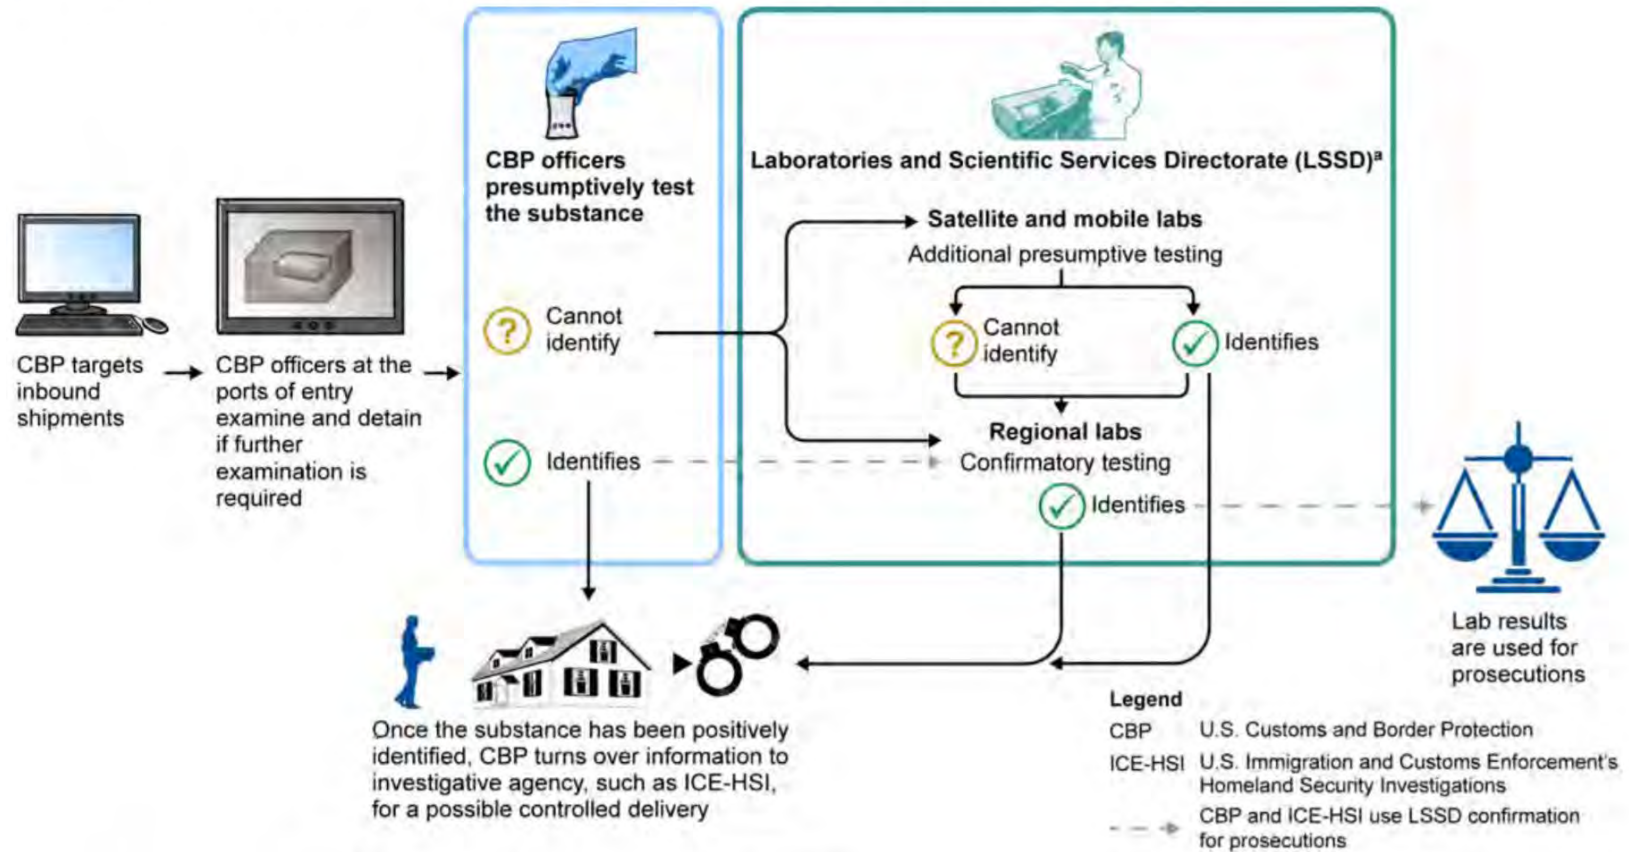 CBP targets
inbound
shipments
CBP officers at the
ports of entry
examine and detain
if further
examination is
required
CBP officers
presumptively test
the substance
? Cannot
identify
Identifies
Laboratories and Scientific Services Directorate (LSSD)ᵃ
Satellite and mobile labs
Additional presumptive testing
? Cannot
identify
Identifies
Regional labs
Confirmatory testing
Identifies
Lab results
are used for
prosecutions
Once the substance has been positively
identified, CBP turns over information to
investigative agency, such as ICE-HSI,
for a possible controlled delivery
Legend
CBP U.S. Customs and Border Protection
ICE-HSI U.S. Immigration and Customs Enforcement's
Homeland Security Investigations
CBP and ICE-HSI use LSSD confirmation
for prosecutions